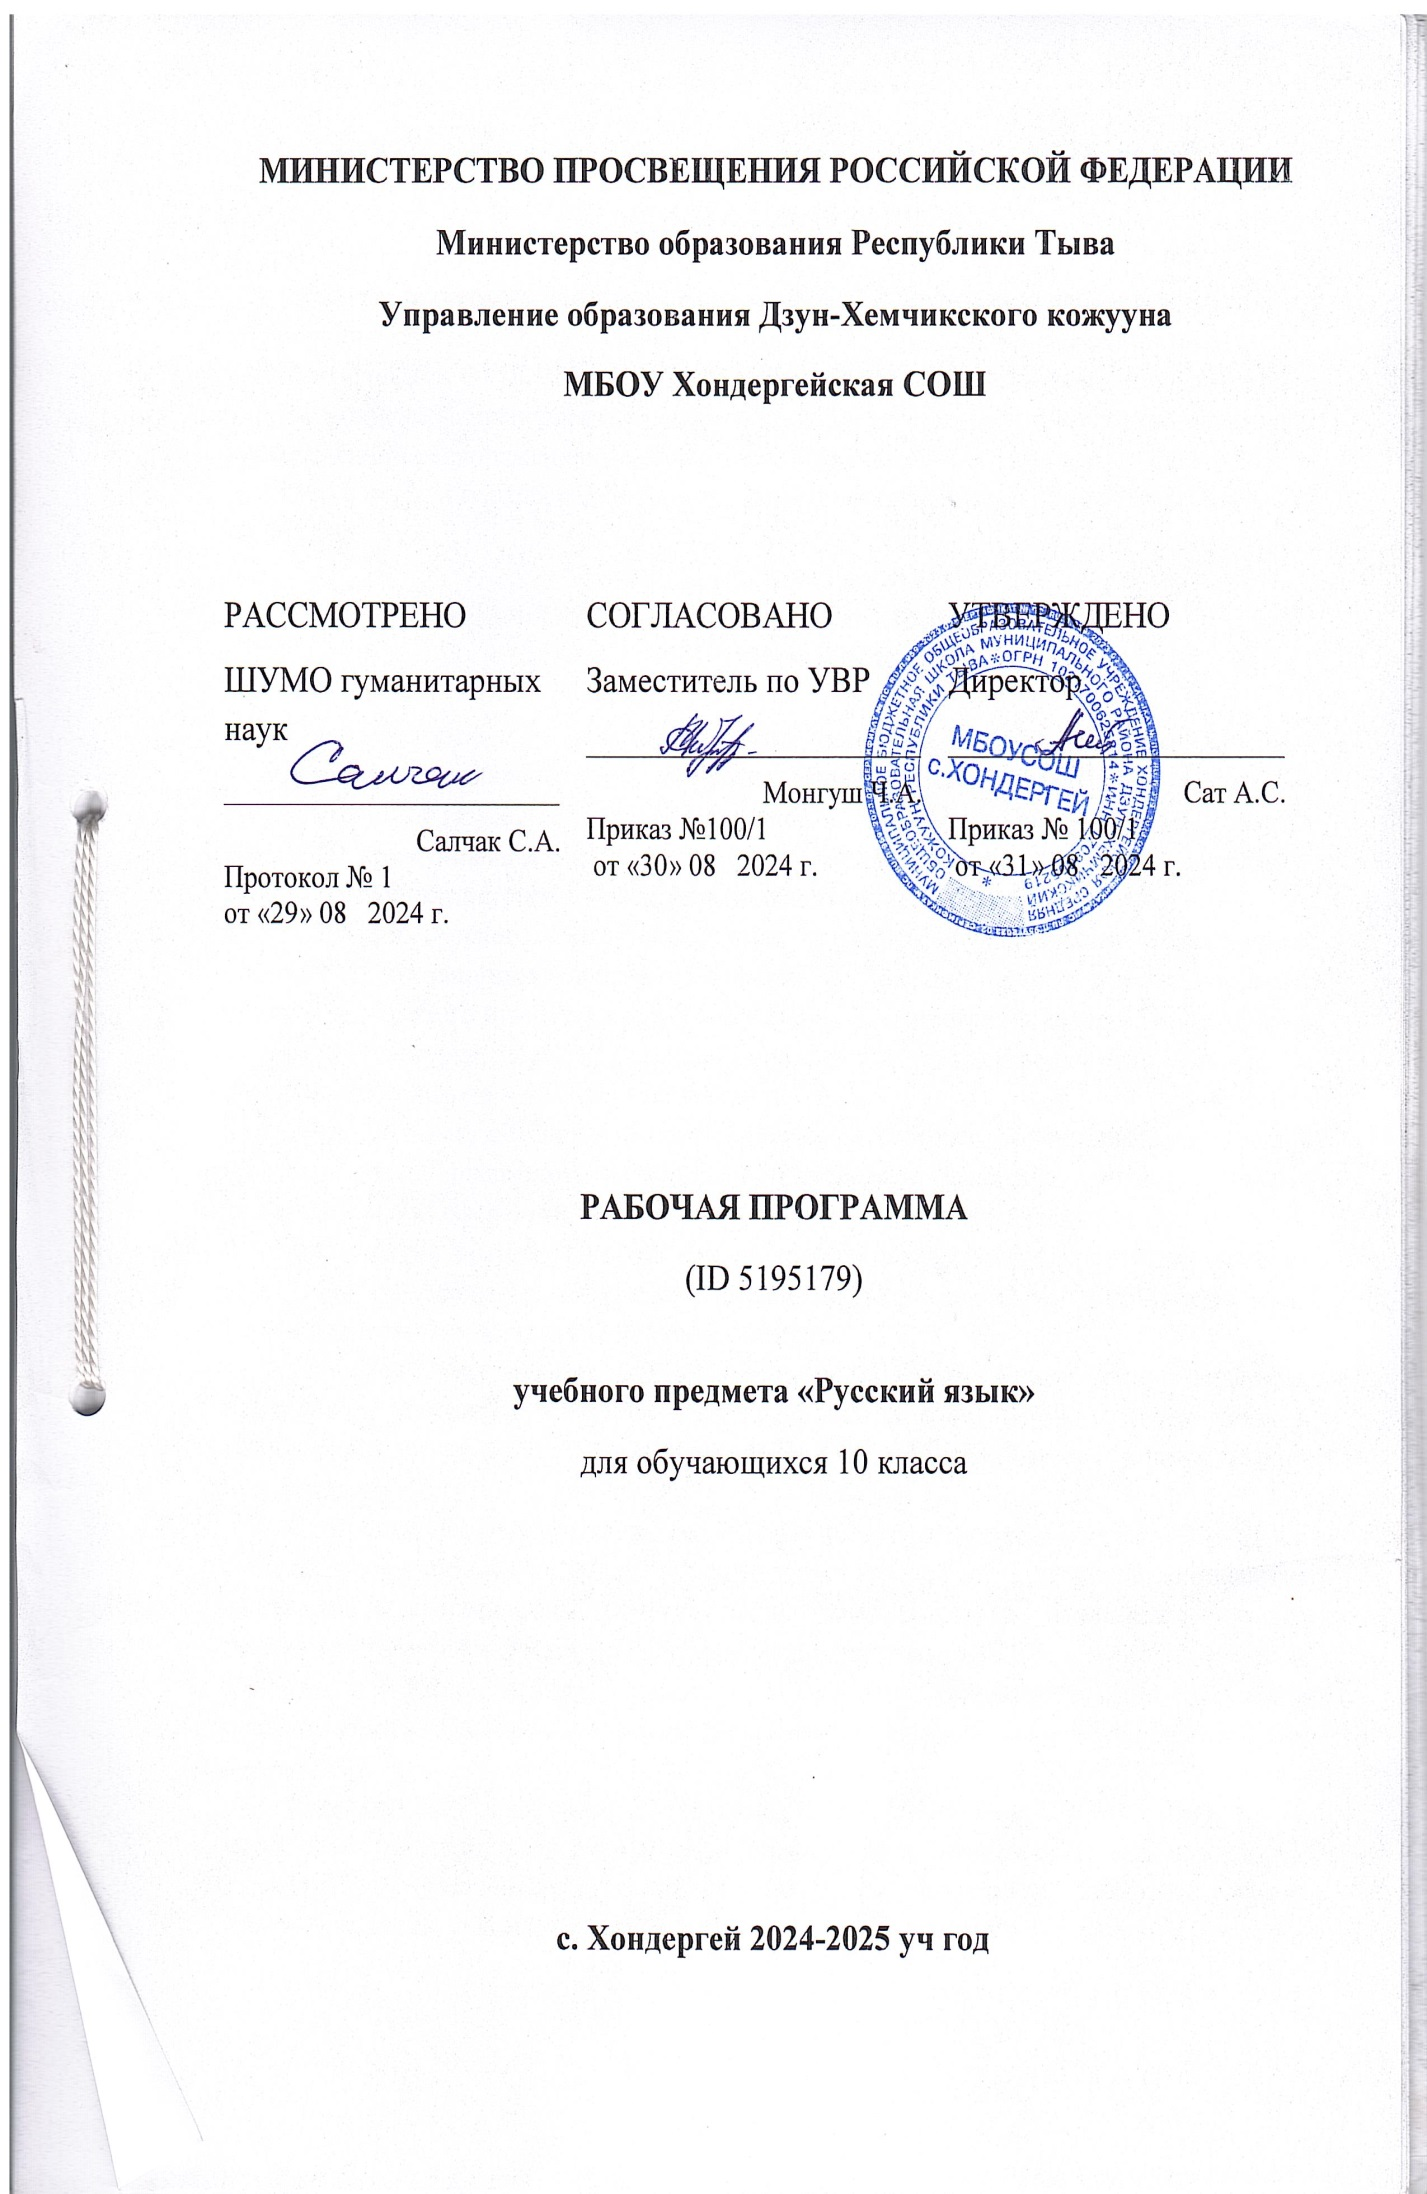 МИНИСТЕРСТВО ПРОСВЕЩЕНИЯ РОССИЙСКОЙ ФЕДЕРАЦИИ
Министерство образования Республики Тыва
Управление образования Дзун-Хемчикского кожууна
МБОУ Хондергейская СОШ
РАССМОТРЕНО
ШУМО гуманитарных
наук
Салчак
Салчак С.А.
Протокол № 1
от «29» 08 2024 г.
СОГЛАСОВАНО
Заместитель по УВР
Монгуш Ч.А.
Приказ №100/1
от «30» 08 2024 г.
УТВЕРЖДЕНО
Директор
Сат А.С.
Приказ № 100/1
от «31» 08 2024 г.
МБОУСОШ
с.ХОНДЕРГЕЙ
РАБОЧАЯ ПРОГРАММА
(ID 5195179)
учебного предмета «Русский язык»
для обучающихся 10 класса
с. Хондергей 2024-2025 уч год